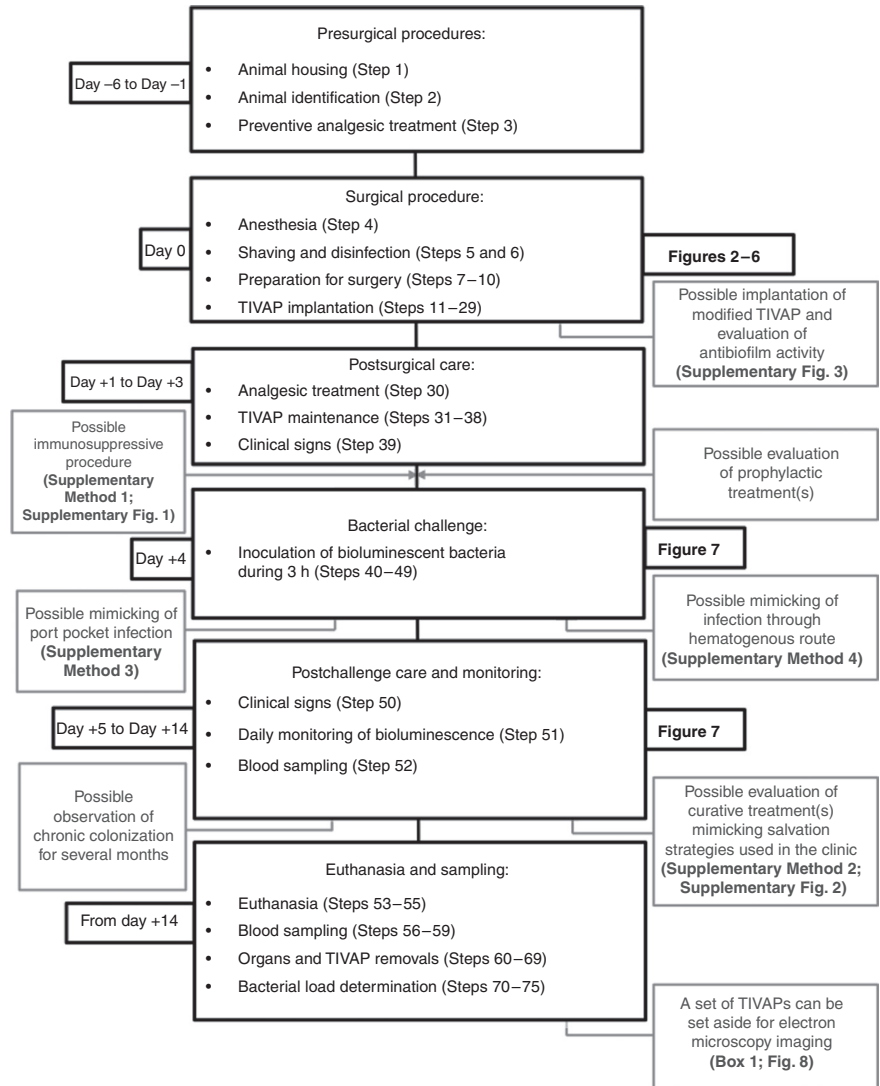 Presurgical procedures:
Day –6 to Day –1
• Animal housing (Step 1)
• Animal identification (Step 2)
• Preventive analgesic treatment (Step 3)
Surgical procedure:
Day 0
• Anesthesia (Step 4)
• Shaving and disinfection (Steps 5 and 6)
• Preparation for surgery (Steps 7–10)
• TIVAP implantation (Steps 11–29)
Figures 2–6
Possible implantation of
modified TIVAP and
evaluation of
antibiofilm activity
(Supplementary Fig. 3)
Postsurgical care:
Day +1 to Day +3
• Analgesic treatment (Step 30)
• TIVAP maintenance (Steps 31–38)
• Clinical signs (Step 39)
Possible
immunosuppressive
procedure
(Supplementary
Method 1;
Supplementary Fig. 1)
Possible evaluation
of prophylactic
treatment(s)
Bacterial challenge:
Day +4
• Inoculation of bioluminescent bacteria
during 3 h (Steps 40–49)
Figure 7
Possible mimicking of
port pocket infection
(Supplementary
Method 3)
Possible mimicking of
infection through
hematogenous route
(Supplementary Method 4)
Postchallenge care and monitoring:
Day +5 to Day +14
• Clinical signs (Step 50)
• Daily monitoring of bioluminescence (Step 51)
• Blood sampling (Step 52)
Figure 7
Possible
observation of
chronic colonization
for several months
Possible evaluation of
curative treatment(s)
mimicking salvation
strategies used in the clinic
(Supplementary Method 2;
Supplementary Fig. 2)
Euthanasia and sampling:
From day +14
• Euthanasia (Steps 53–55)
• Blood sampling (Steps 56–59)
• Organs and TIVAP removals (Steps 60–69)
• Bacterial load determination (Steps 70–75)
A set of TIVAPs can be
set aside for electron
microscopy imaging
(Box 1; Fig. 8)